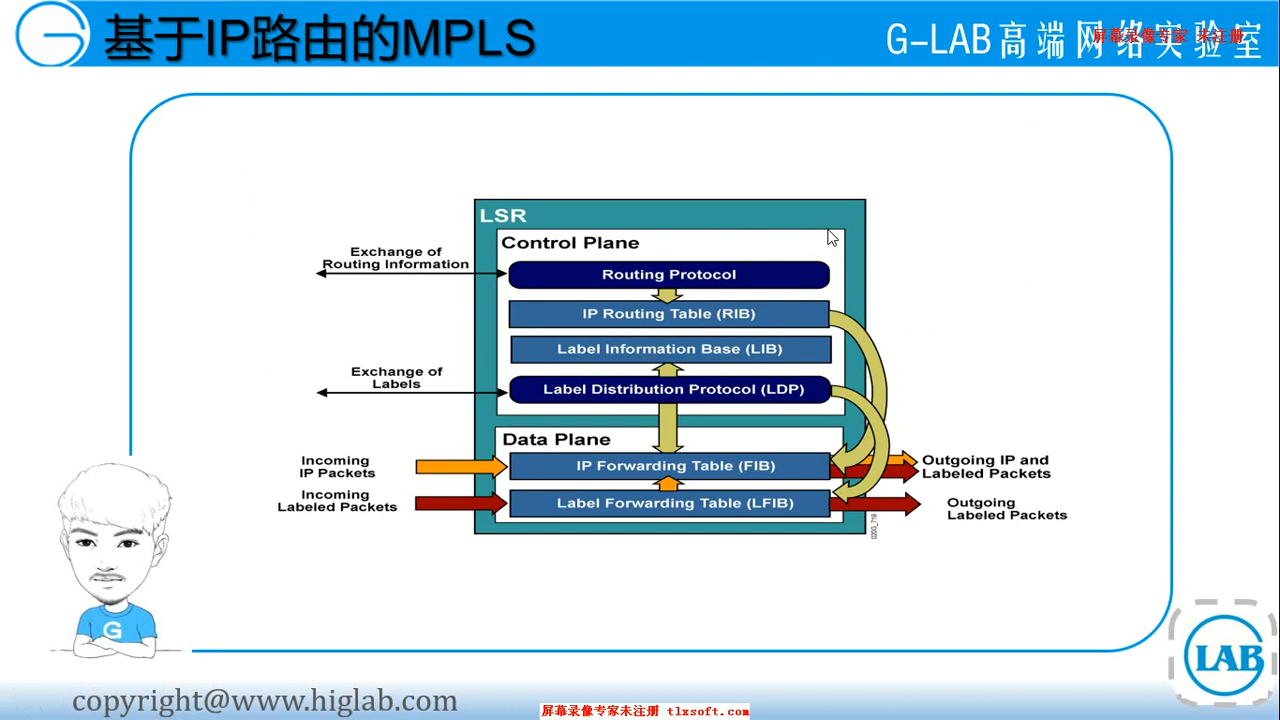 基于IP路由的MPLS
G-LAB高端网络实验室
屏幕录像专家 未注册
LSR
Control Plane
Exchange of
Routing Information
Routing Protocol
IP Routing Table (RIB)
Label Information Base (LIB)
Exchange of
Labels
Label Distribution Protocol (LDP)
Data Plane
Incoming
IP Packets
IP Forwarding Table (FIB)
Outgoing IP and
Labeled Packets
Incoming
Labeled Packets
Label Forwarding Table (LFIB)
Outgoing
Labeled Packets
020G_719
G
LAB
copyright@www.higlab.com
屏幕录像专家未注册 tlxsoft.com